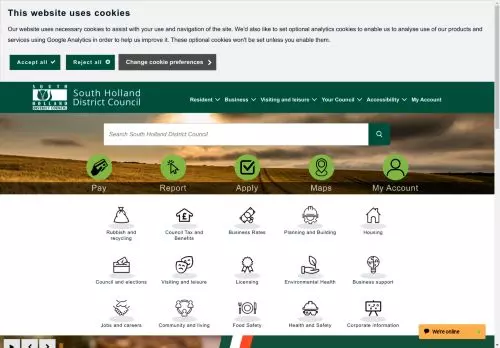 This website uses cookies
Our website uses necessary cookies to assist with your use and navigation of the site. We'd also like to set optional analytics cookies to enable us to analyse use of our products
and services using Google Analytics in order to help us improve it. These optional cookies won't be set unless you enable them.
Accept all
Reject all
Change cookie preferences
SOUTH
HOLLAND
DISTRICT COUNCIL
South Holland
District Council
Resident
Business
Visiting and leisure
Your Council
Accessibility
My Account
Search South Holland District Council
Pay
Report
Apply
Maps
My Account
Rubbish and
recycling
Council Tax and
Benefits
Business Rates
Planning and Building
Housing
Council and elections
Visiting and leisure
Licensing
Environmental Health
Business support
Jobs and careers
Community and living
Food Safety
Health and Safety
Corporate information
We're online